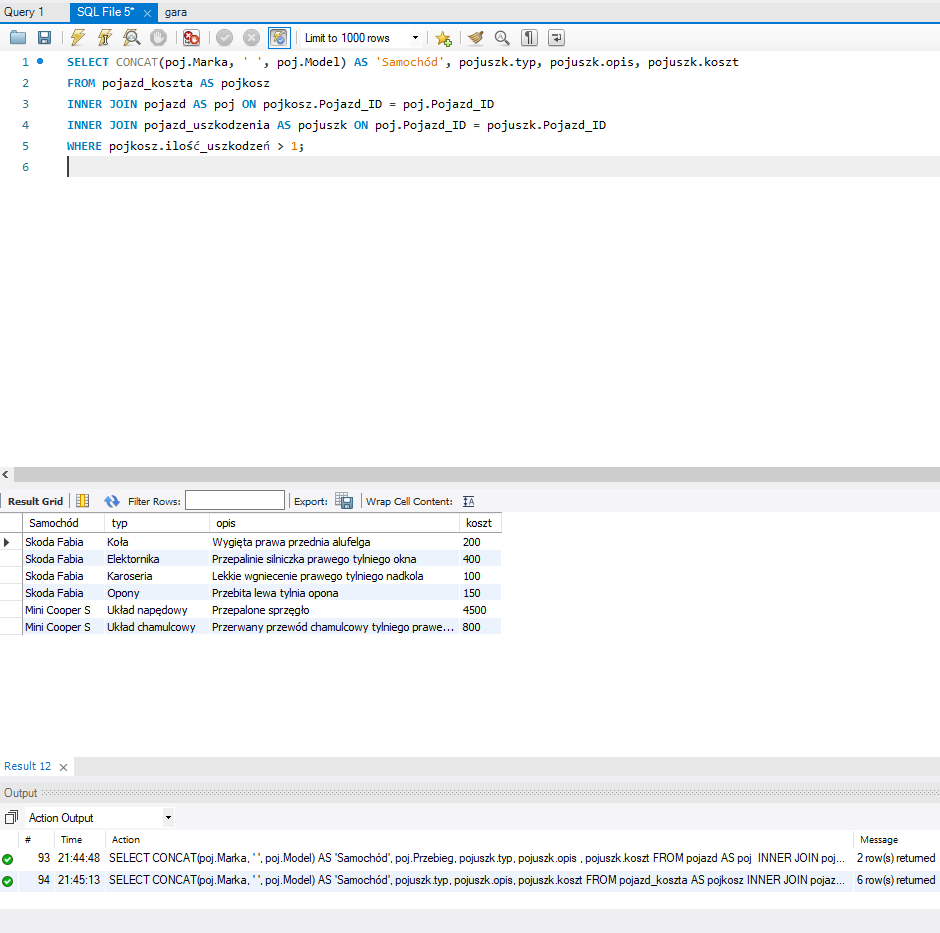 Query 1 SQL File 5* gara
Limit to 1000 rows
1 SELECT CONCAT(poj.Marka, ' ', poj.Model) AS 'Samochód', pojuszk.typ, pojuszk.opis, pojuszk.koszt
2 FROM pojazd_koszta AS pojkosz
3 INNER JOIN pojazd AS poj ON pojkosz.Pojazd_ID = poj.Pojazd_ID
4 INNER JOIN pojazd_uszkodzenia AS pojuszk ON poj.Pojazd_ID = pojuszk.Pojazd_ID
5 WHERE pojkosz.ilość_uszkodzeń > 1;
6
Result Grid Filter Rows: Export: Wrap Cell Content:
Samochód typ opis koszt
Skoda Fabia Koła Wygięta prawa przednia alufelga 200
Skoda Fabia Elektornika Przepalinie silniczka prawego tylniego okna 400
Skoda Fabia Karoseria Lekkie wgniecenie prawego tylniego nadkola 100
Skoda Fabia Opony Przebita lewa tylnia opona 150
Mini Cooper S Układ napędowy Przepalone sprzęgło 4500
Mini Cooper S Układ chamulcowy Przerwany przewód chamulcowy tylniego prawe... 800
Result 12
Output
Action Output
# Time Action Message
93 21:44:48 SELECT CONCAT(poj.Marka, ' ', poj.Model) AS 'Samochód', poj.Przebieg, pojuszk.typ, pojuszk.opis , pojuszk.koszt FROM pojazd AS poj INNER JOIN poj... 2 row(s) returned
94 21:45:13 SELECT CONCAT(poj.Marka, ' ', poj.Model) AS 'Samochód', pojuszk.typ, pojuszk.opis, pojuszk.koszt FROM pojazd_koszta AS pojkosz INNER JOIN pojaz... 6 row(s) returned